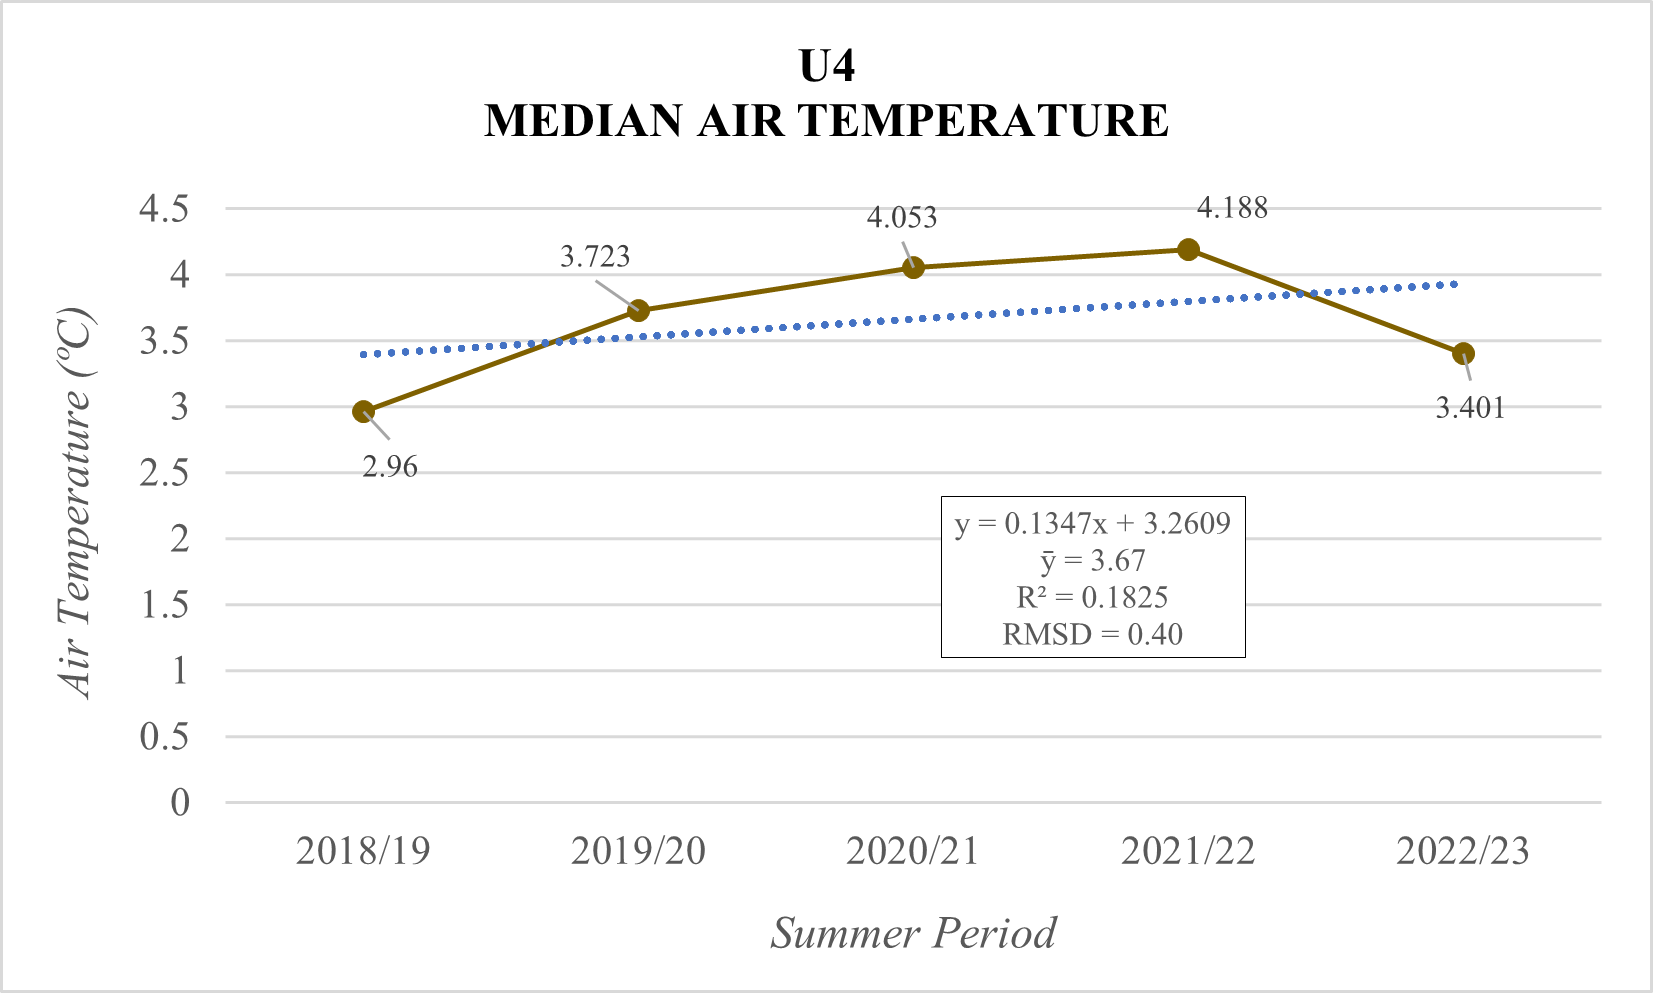 U4
MEDIAN AIR TEMPERATURE
Air Temperature (ºC)
4.5
4
3.5
3
2.5
2
1.5
1
0.5
0
2.96
3.723
4.053
4.188
3.401
y = 0.1347x + 3.2609
ȳ = 3.67
R² = 0.1825
RMSD = 0.40
2018/19
2019/20
2020/21
2021/22
2022/23
Summer Period